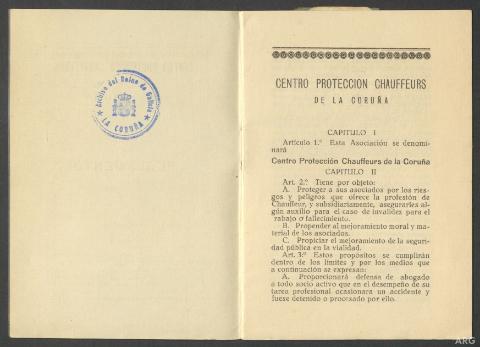 Archivo del Reino de Galicia
★ LA CORUÑA ★
CENTRO PROTECCION CHAUFFEURS
DE LA CORUÑA
CAPITULO I
Artículo 1.º Esta Asociación se denomi-
nará
Centro Protección Chauffeurs de la Coruña
CAPITULO II
Art. 2.º Tiene por objeto:
A. Proteger a sus asociados por los ries-
gos y peligros que ofrece la profesión de
Chauffeur, y subsidiariamente, asegurarles al-
gún auxilio para el caso de invalidez para el
rabajo o fallecimiento.
B. Propender al mejoramiento moral y ma-
terial de los asociados.
C. Propiciar el mejoramiento de la seguri-
dad pública en la vialidad.
Art. 3.º Estos propósitos se cumplirán
dentro de los límites y por los medios que
a continuación se expresan:
A. Proporcionará defensa de abogado
a todo socio activo que en el desempeño de su
tarea profesional ocasionara un accidente y
fuese detenido o procesado por ello.
ARG